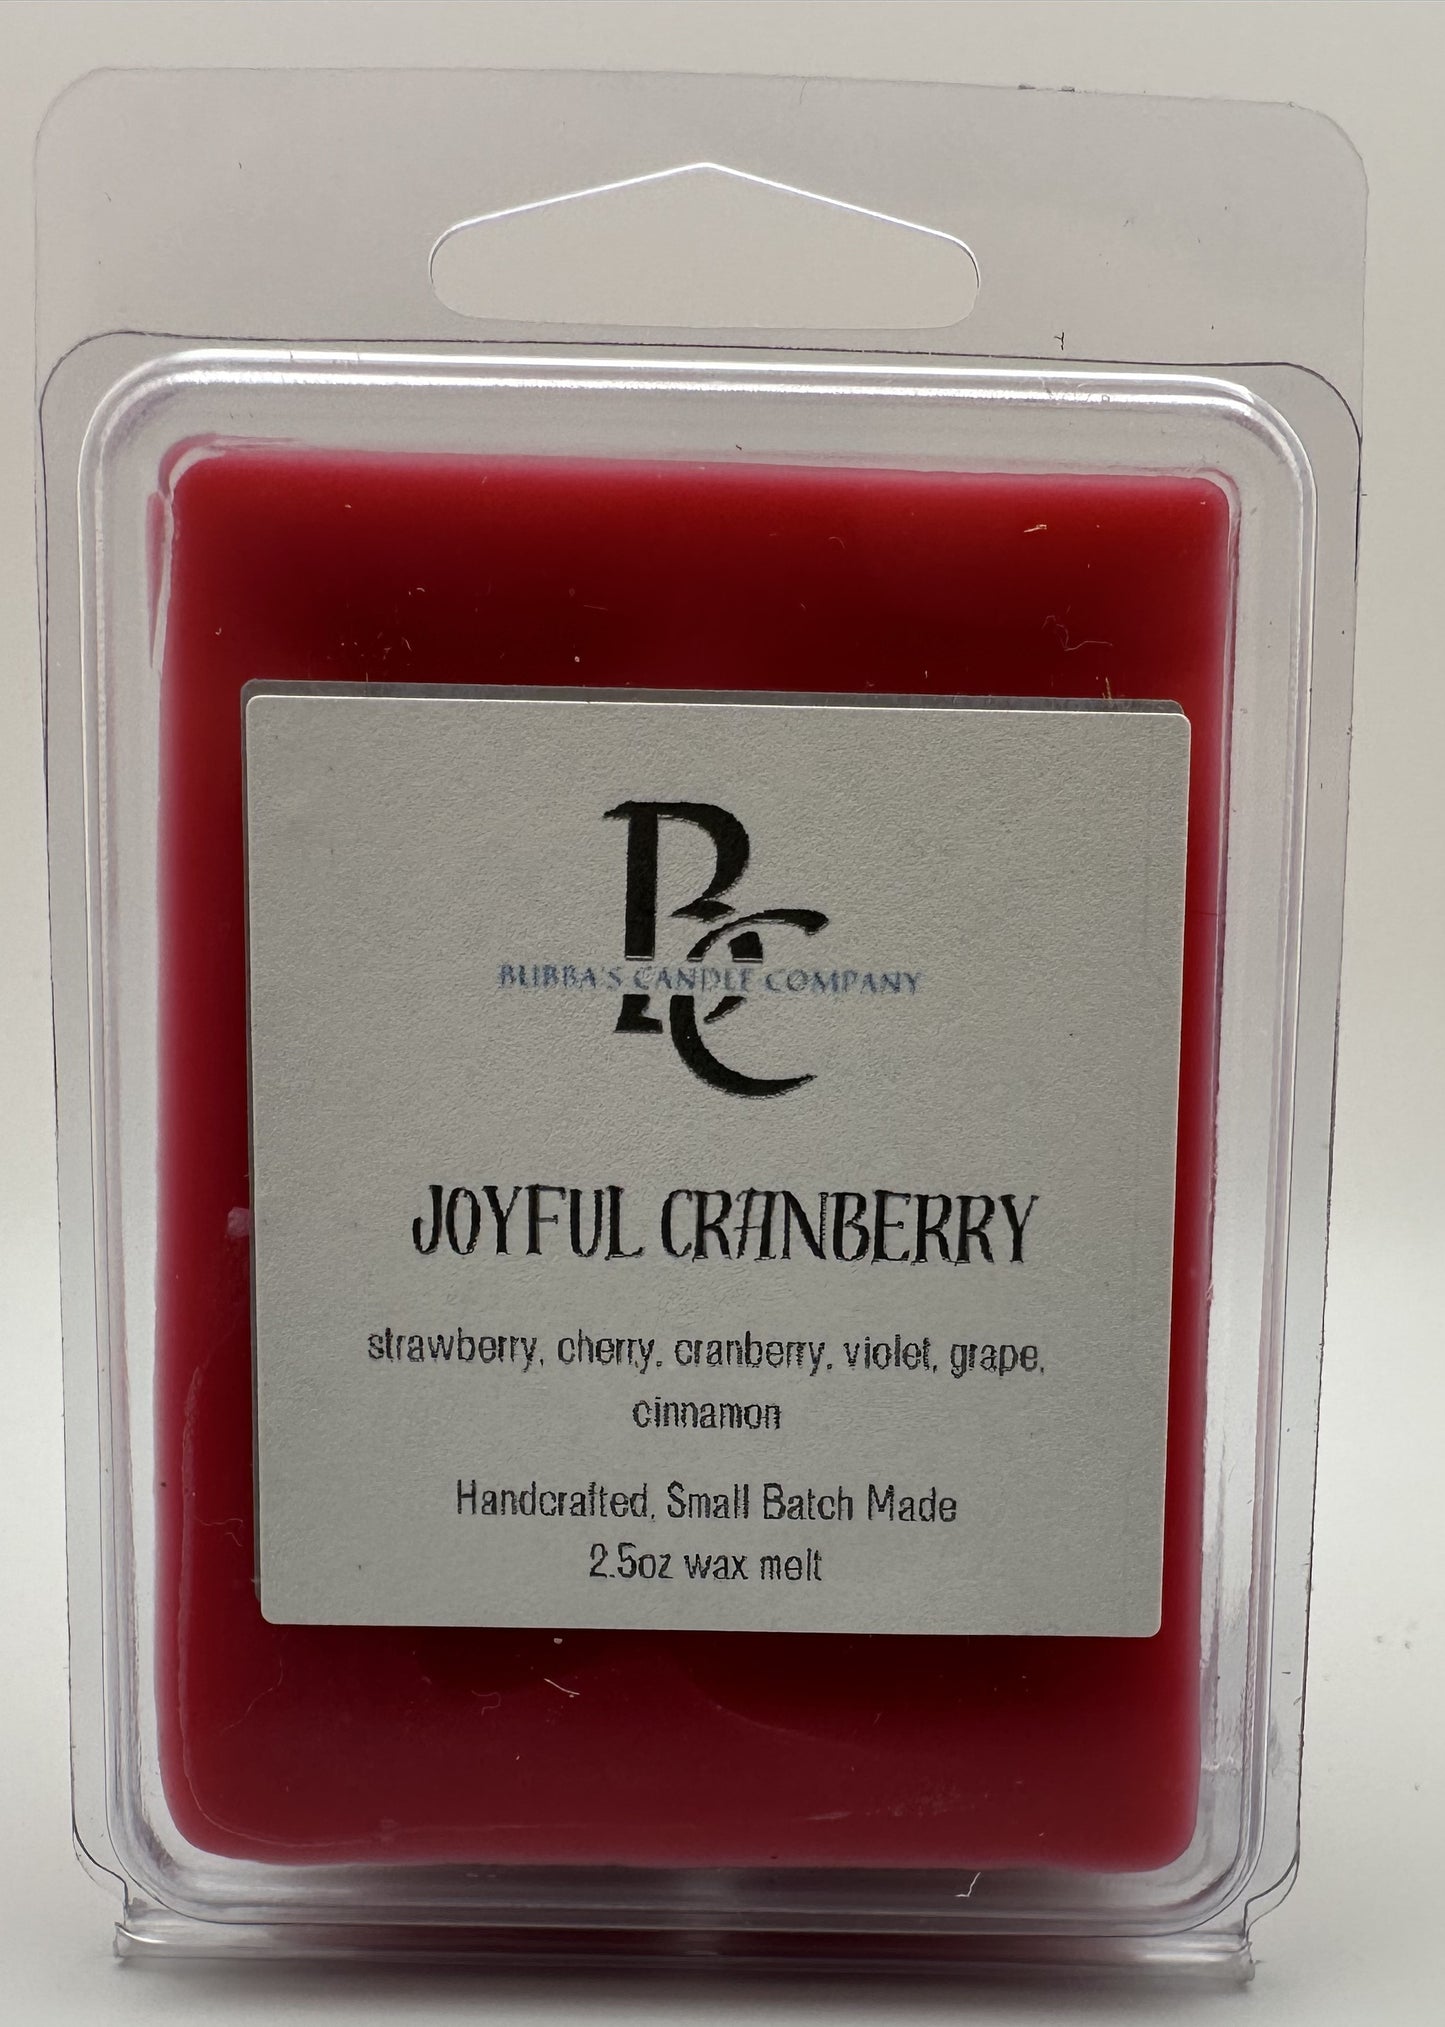 BC
BUBBA'S CANDLE COMPANY
JOYFUL CRANBERRY
strawberry, cherry, cranberry, violet, grape,
cinnamon
Handcrafted, Small Batch Made
2.5oz wax melt